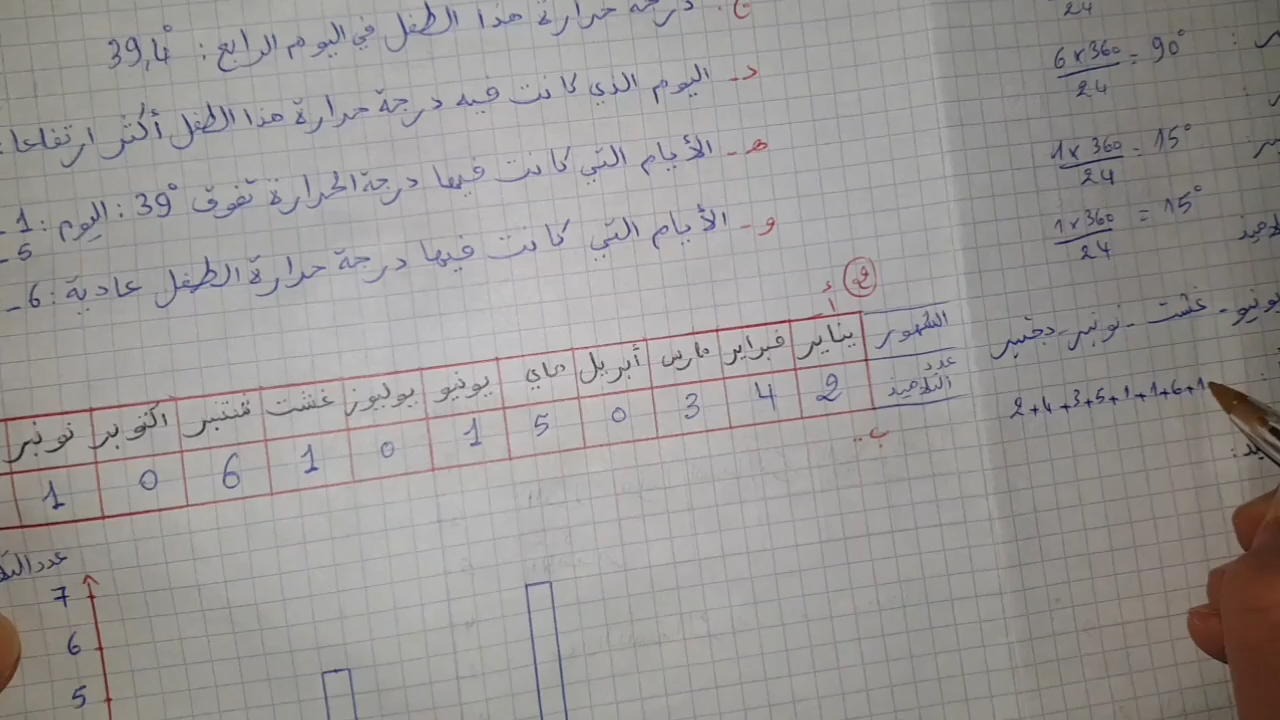 ج. درجة حرارة هذا الطفل في اليوم الرابع : 39,4°
د - اليوم الذي كانت فيه درجة حرارة هذا الطفل أكثر ارتفاعا :
هـ - الأيام التي كانت فيها درجة الحرارة تفوق 39° : اليوم : 1 -
5 -
و - الأيام التي كانت فيها درجة حرارة الطفل عادية : 6 -
2
أ
الشهور يناير فبراير مارس أبريل ماي يونيو يوليوز غشت شتنبر اكتوبر نونبر
عدد التلاميذ 2 4 3 0 5 1 0 1 6 0 1
ب..
7
6
5
24
6 x 360 / 24 = 90°
1 x 360 / 24 = 15°
1 x 360 / 24 = 15°
يونيو - غشت - نونبر - دجنبر
2+4+3+5+1+1+6+1